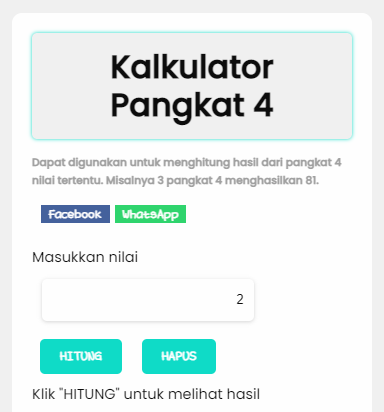 Kalkulator
Pangkat 4
Dapat digunakan untuk menghitung hasil dari pangkat 4
nilai tertentu. Misalnya 3 pangkat 4 menghasilkan 81.
Facebook WhatsApp
Masukkan nilai
2
HITUNG HAPUS
Klik "HITUNG" untuk melihat hasil